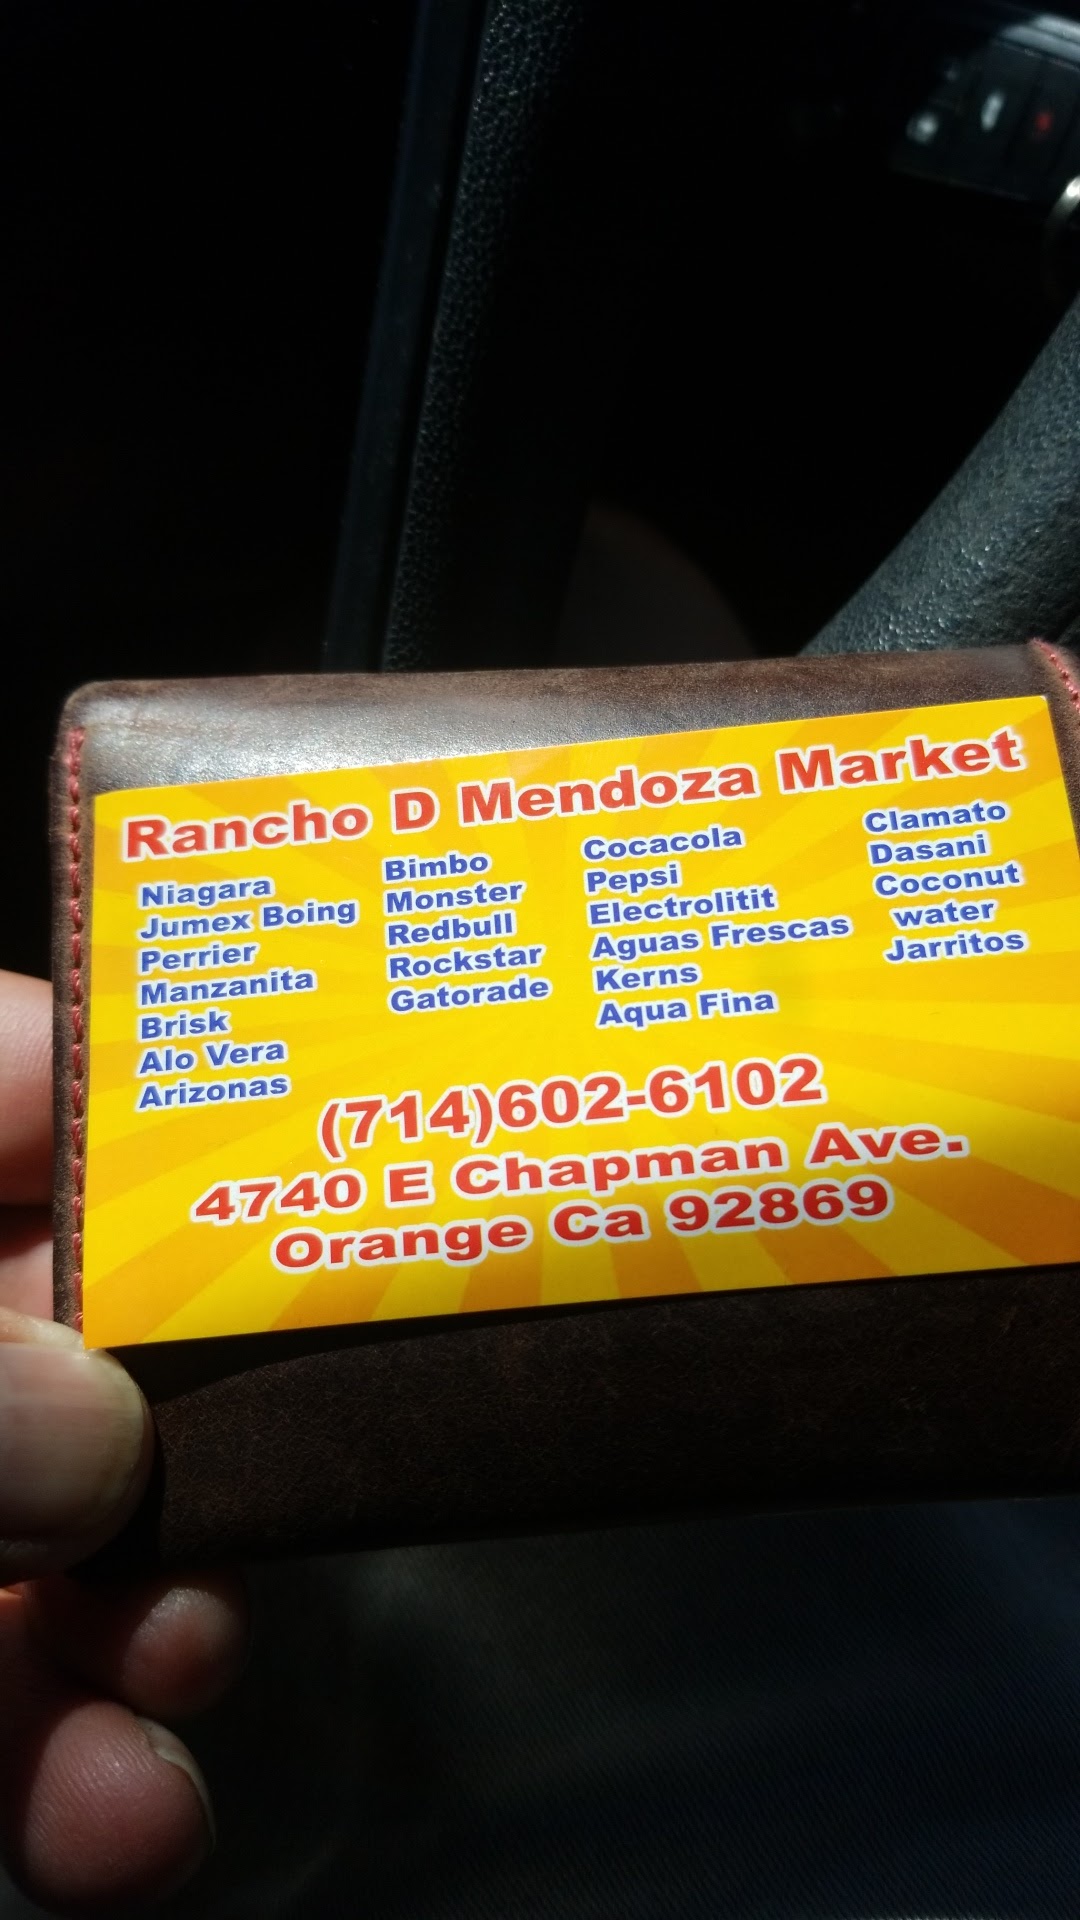 Rancho D Mendoza Market
Niagara
Jumex Boing
Perrier
Manzanita
Brisk
Alo Vera
Arizonas
Bimbo
Monster
Redbull
Rockstar
Gatorade
Cocacola
Pepsi
Electrolitit
Aguas Frescas
Kerns
Aqua Fina
Clamato
Dasani
Coconut
water
Jarritos
(714)602-6102
4740 E Chapman Ave.
Orange Ca 92869